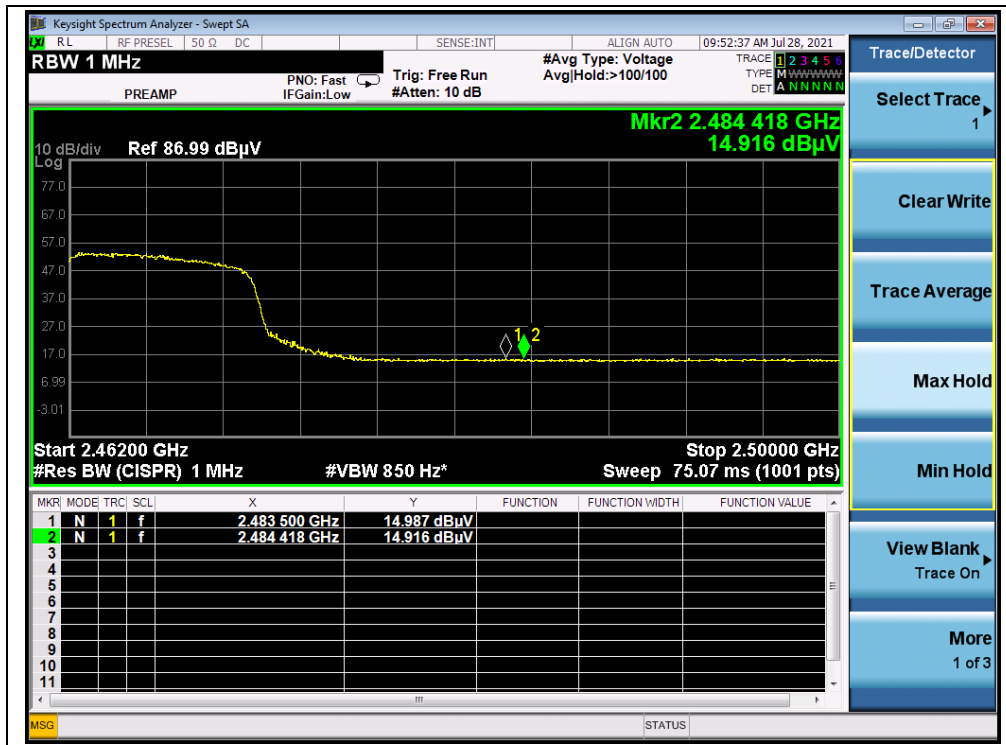 Keysight Spectrum Analyzer - Swept SA
LXI RL RF PRESEL 50 Ω DC SENSE:INT ALIGN AUTO 09:52:37 AM Jul 28, 2021
RBW 1 MHz #Avg Type: Voltage TRACE 1 2 3 4 5 6
PNO: Fast Trig: Free Run Avg|Hold:>100/100 TYPE M WWWWW
PREAMP IFGain:Low #Atten: 10 dB DET A N N N N N
Mkr2 2.484 418 GHz
14.916 dBµV
10 dB/div Ref 86.99 dBµV
Log
77.0
67.0
57.0
47.0
37.0
27.0
17.0
6.99
-3.01
1 2
Start 2.46200 GHz Stop 2.50000 GHz
#Res BW (CISPR) 1 MHz #VBW 850 Hz* Sweep 75.07 ms (1001 pts)
MKR MODE TRC SCL X Y FUNCTION FUNCTION WIDTH FUNCTION VALUE
1 N 1 f 2.483 500 GHz 14.987 dBµV
2 N 1 f 2.484 418 GHz 14.916 dBµV
3
4
5
6
7
8
9
10
11
MSG STATUS
Trace/Detector
Select Trace
1
Clear Write
Trace Average
Max Hold
Min Hold
View Blank
Trace On
More
1 of 3